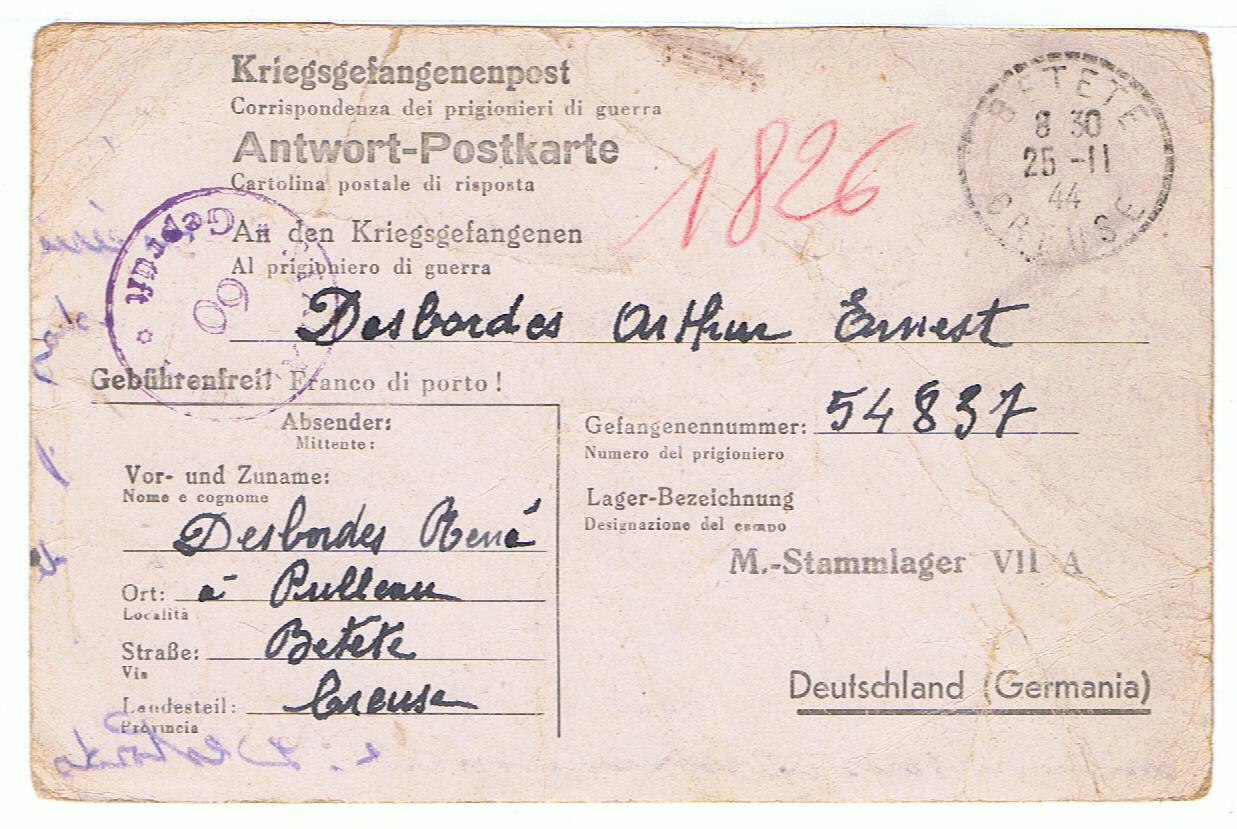 Kriegsgefangenenpost
Corrispondenza dei prigionieri di guerra
Antwort-Postkarte
Cartolina postale di risposta
BETETE
8 30
25 -11
44
CREUSE
1826
Geprüft
60
An den Kriegsgefangenen
Al prigioniero di guerra
Desbordes Arthur Ernest
Gebührenfrei! Franco di porto!
Absender:
Mittente:
Vor- und Zuname:
Nome e cognome
Desbordes René
Ort: à Pulleau
Località
Straße: Betete
Via
Landesteil: Creuse
Provincia
Gefangenennummer: 54837
Numero del prigioniero
Lager-Bezeichnung
Designazione del campo
M.-Stammlager VII A
Deutschland (Germania)